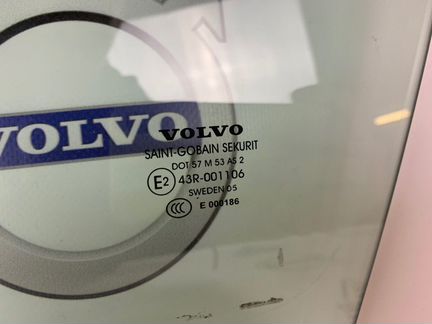 VOLVO
VOLVO
SAINT-GOBAIN SEKURIT
DOT 57 M 53 AS 2
E2 43R-001106
SWEDEN 05
CCC E 000186